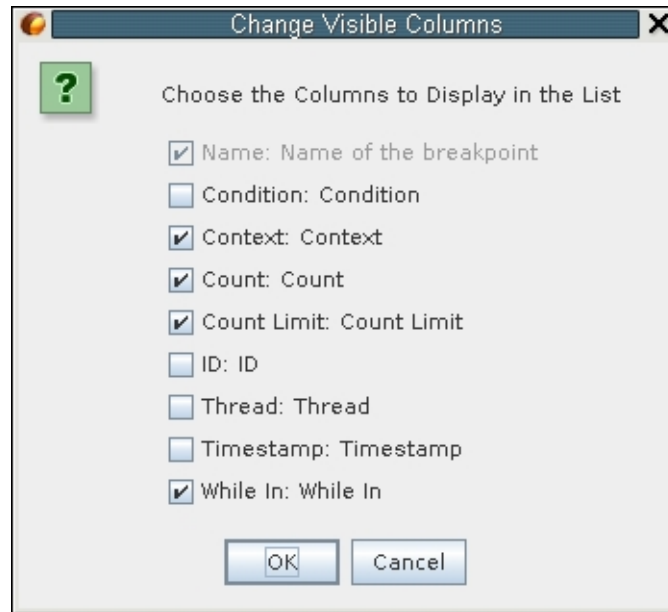 Change Visible Columns
?
Choose the Columns to Display in the List
Name: Name of the breakpoint
Condition: Condition
Context: Context
Count: Count
Count Limit: Count Limit
ID: ID
Thread: Thread
Timestamp: Timestamp
While In: While In
OK Cancel